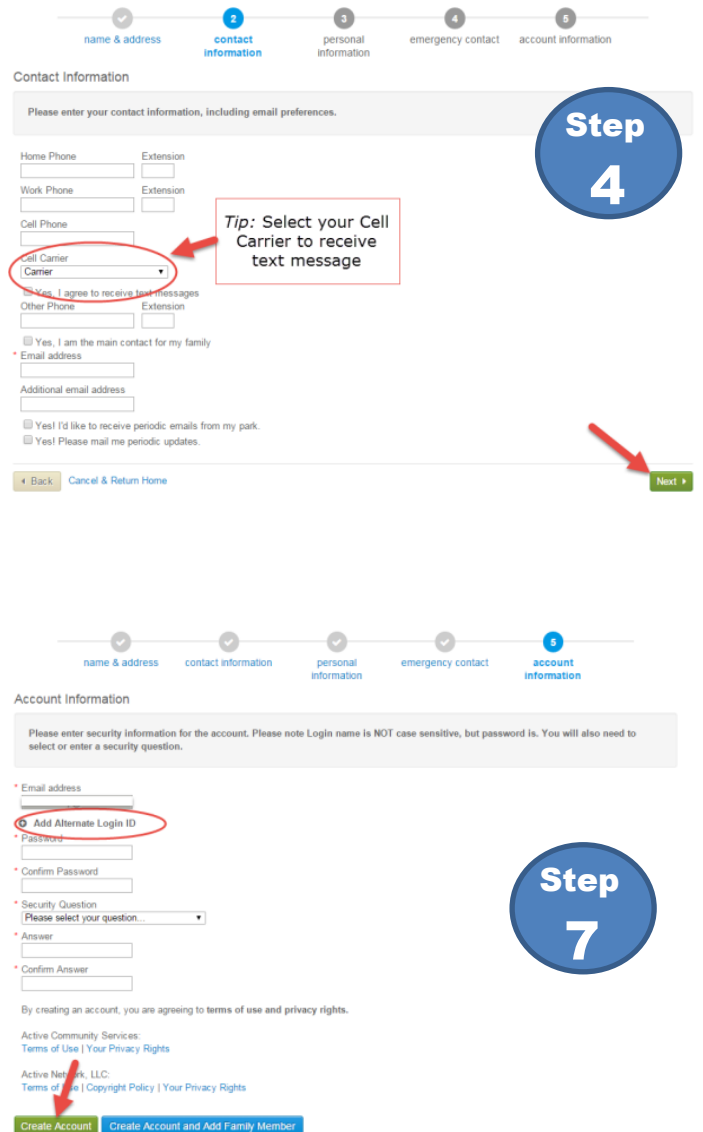 2 3 4 5
name & address contact information personal information emergency contact account information
Contact Information
Please enter your contact information, including email preferences.
Step
4
Home Phone Extension
Work Phone Extension
Cell Phone
Tip: Select your Cell
Carrier to receive
text message
Cell Carrier
Carrier
Yes, I agree to receive text messages
Other Phone Extension
Yes, I am the main contact for my family
* Email address
Additional email address
Yes! I'd like to receive periodic emails from my park.
Yes! Please mail me periodic updates.
Back Cancel & Return Home Next
5
name & address contact information personal information emergency contact account information
Account Information
Please enter security information for the account. Please note Login name is NOT case sensitive, but password is. You will also need to
select or enter a security question.
* Email address
Add Alternate Login ID
* Password
* Confirm Password
* Security Question
Please select your question...
* Answer
* Confirm Answer
Step
7
By creating an account, you are agreeing to terms of use and privacy rights.
Active Community Services:
Terms of Use | Your Privacy Rights
Active Network, LLC:
Terms of Use | Copyright Policy | Your Privacy Rights
Create Account Create Account and Add Family Member